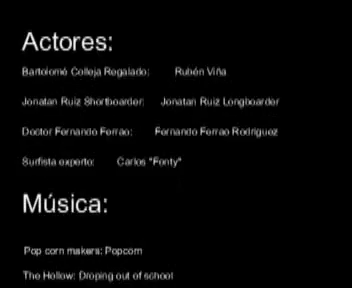 Actores:
Bartolomé Colleja Regalado: Rubén Viña
Jonatan Ruiz Shortboarder: Jonatan Ruiz Longboarder
Doctor Fernando Ferrao: Fernando Ferrao Rodriguez
Surfista experto: Carlos "Fonty"
Música:
Pop corn makers: Popcorn
The Hollow: Droping out of school